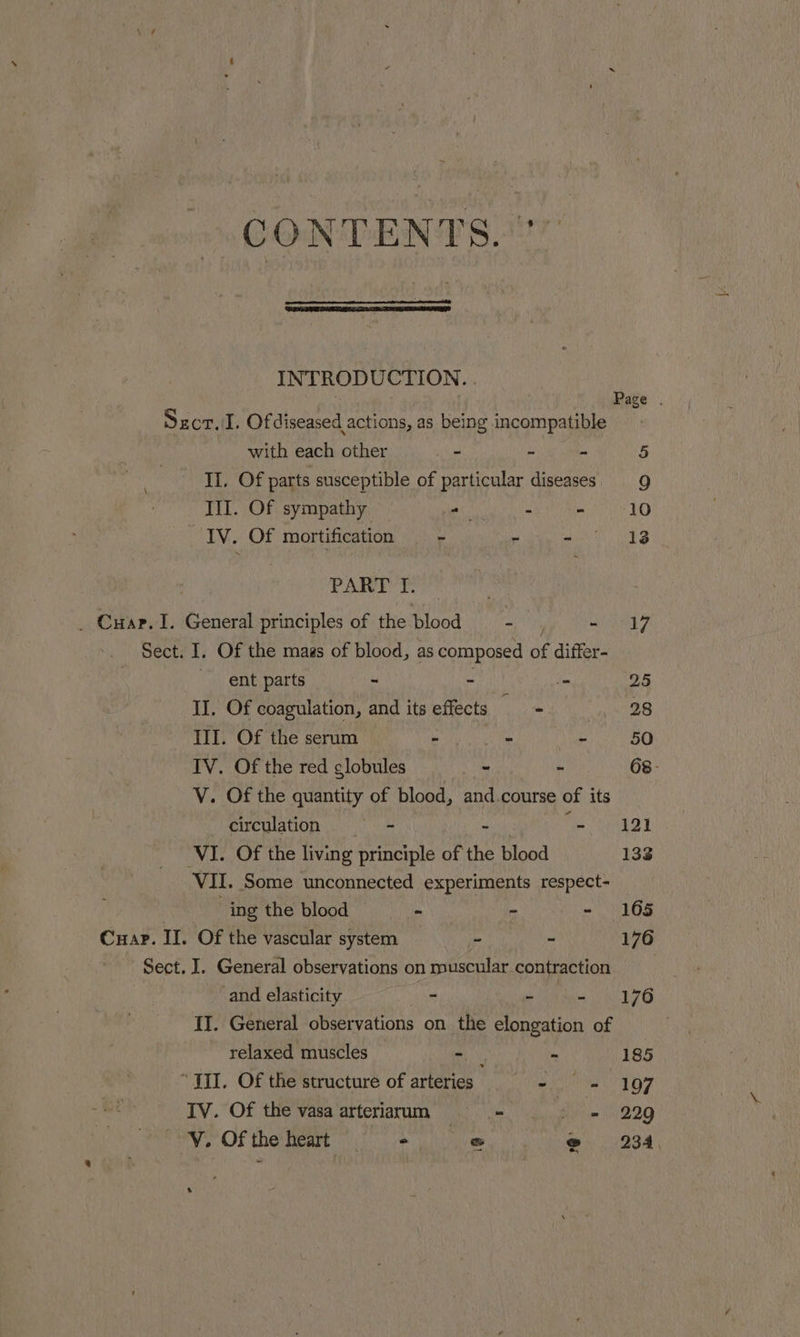 CONTENTS.
INTRODUCTION.
Page
SECT. I. Of diseased actions, as being incompatible
with each other - - - 5
II. Of parts susceptible of particular diseases 9
III. Of sympathy - - - 10
IV. Of mortification - - - 13
PART I.
CHAP. I. General principles of the blood - - 17
Sect. I. Of the mass of blood, as composed of differ-
ent parts - - - 25
II. Of coagulation, and its effects - 28
III. Of the serum - - - 50
IV. Of the red globules - - 68
V. Of the quantity of blood, and course of its
circulation - - - 121
VI. Of the living principle of the blood 133
VII. Some unconnected experiments respect-
ing the blood - - - 165
CHAP. II. Of the vascular system - - 176
Sect. I. General observations on muscular contraction
and elasticity - - - 176
II. General observations on the elongation of
relaxed muscles - - 185
III. Of the structure of arteries - - 197
IV. Of the vasa arteriarum - - 229
V. Of the heart - - - 234